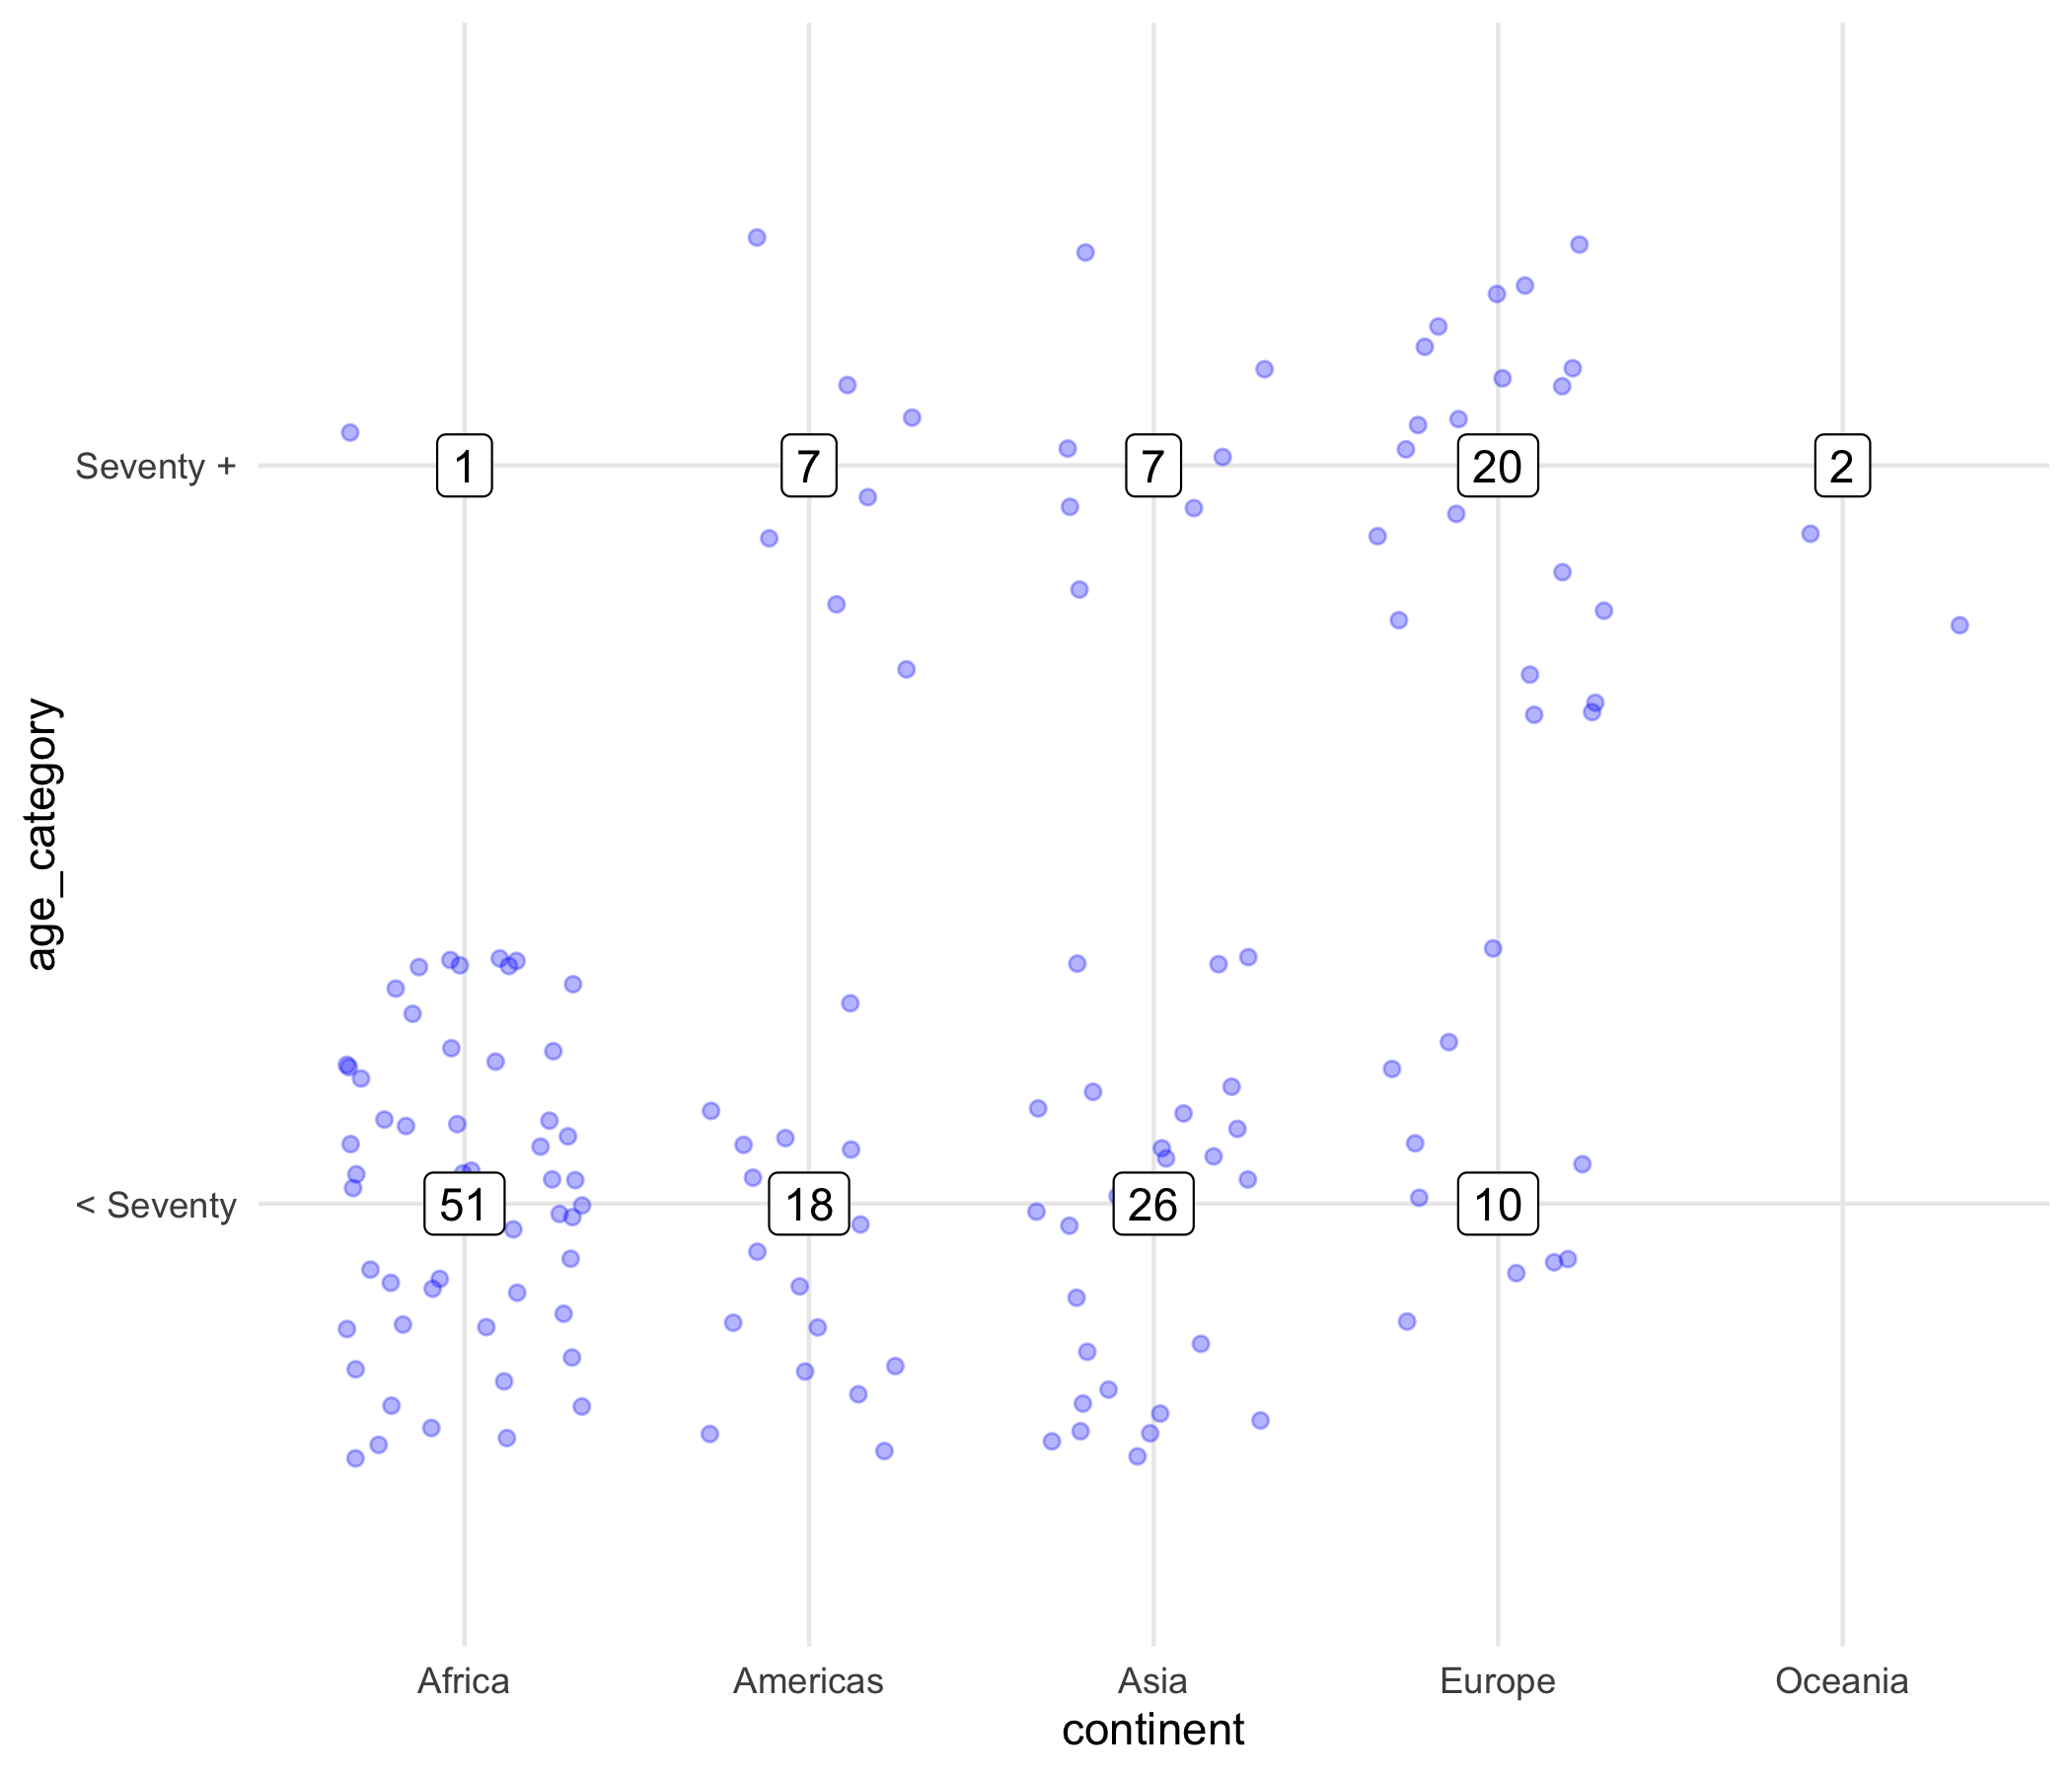 Seventy +
1 7 7 20 2
age_category
< Seventy
51 18 26 10
Africa Americas Asia Europe Oceania
continent